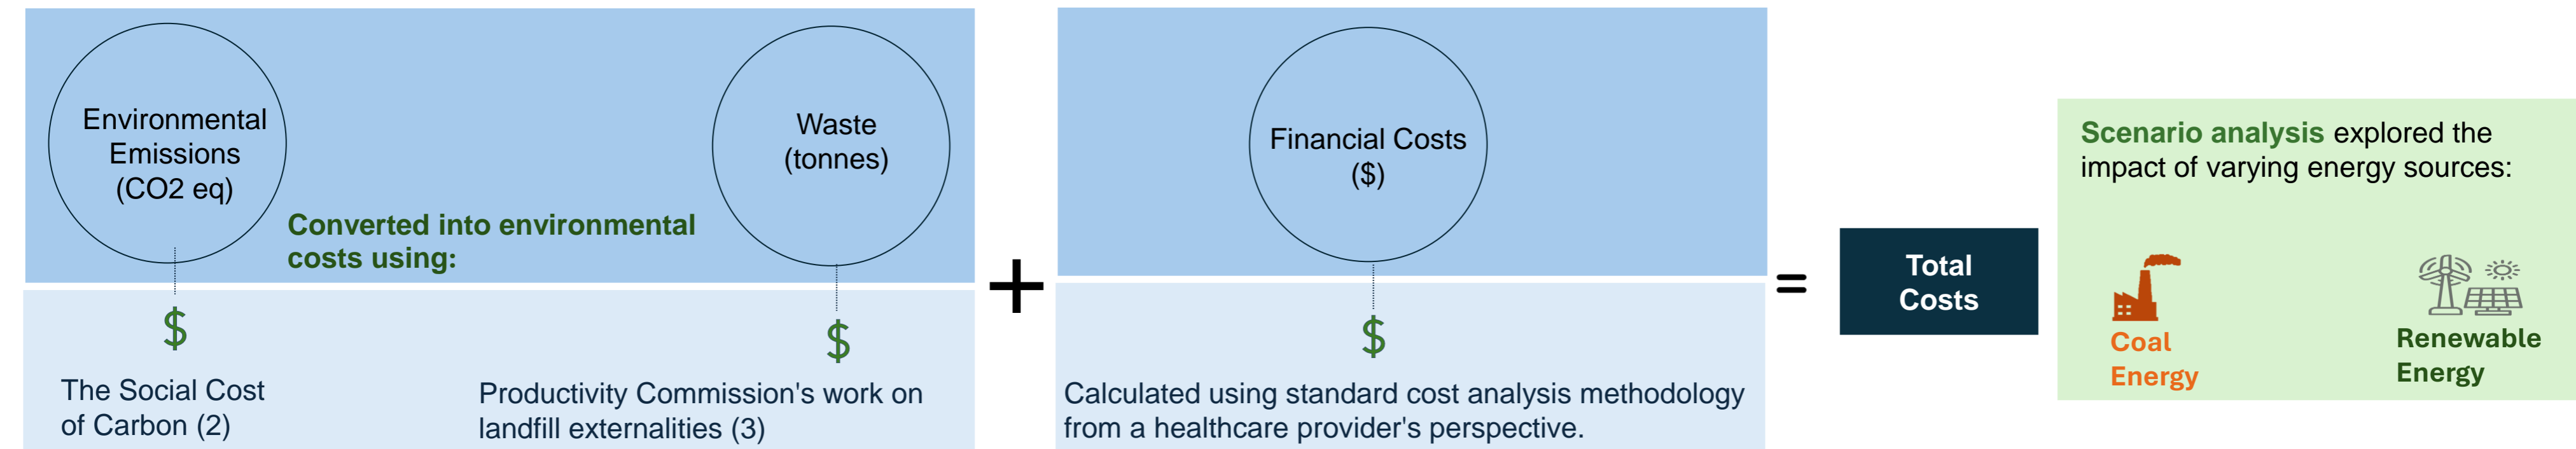 Environmental
Emissions
(CO2 eq)
Converted into environmental
costs using:
Waste
(tonnes)
$
The Social Cost
of Carbon (2)
$
Productivity Commission's work on
landfill externalities (3)
+
Financial Costs
($)
$
Calculated using standard cost analysis methodology
from a healthcare provider's perspective.
=
Total
Costs
Scenario analysis explored the
impact of varying energy sources:
Coal
Energy
Renewable
Energy